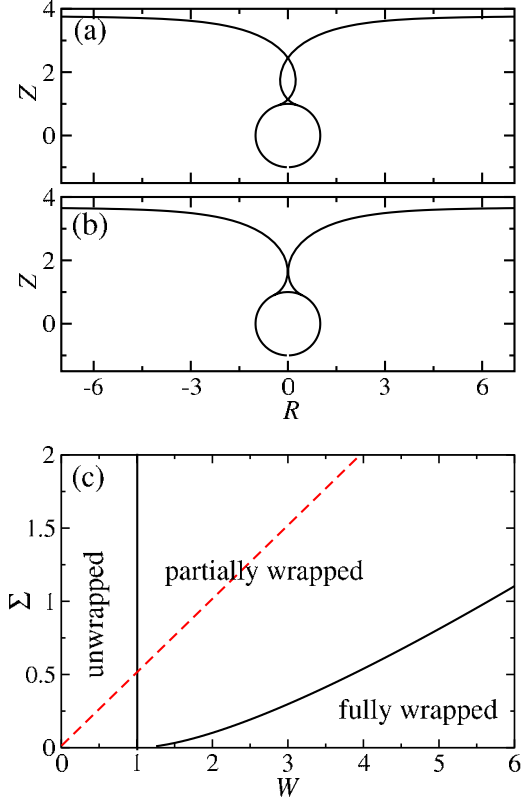 4
(a)
2
Z
0
4
(b)
2
Z
0
-6 -3 0 3 6
R
2
(c)
1.5
partially wrapped
unwrapped
Σ
1
0.5
fully wrapped
0
0 1 2 3 4 5 6
W